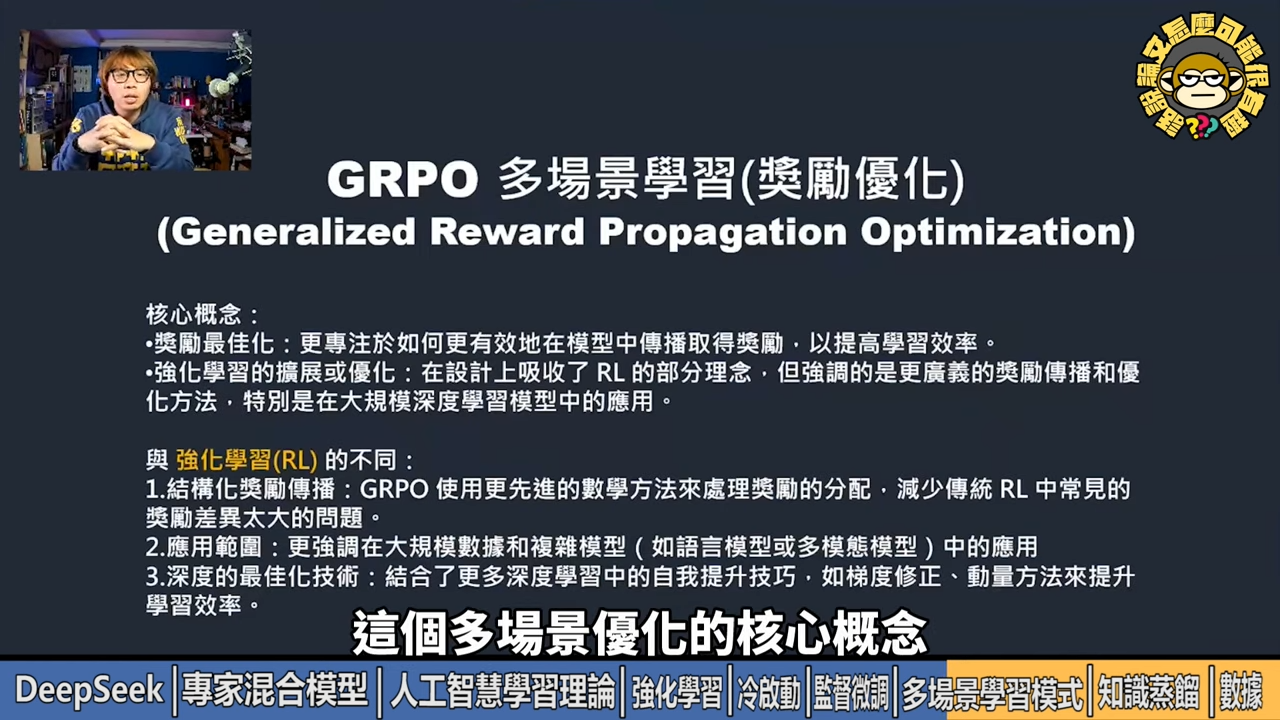 話說這又怎麼可能很有趣
???
GRPO 多場景學習(獎勵優化)
(Generalized Reward Propagation Optimization)
核心概念：
•獎勵最佳化：更專注於如何更有效地在模型中傳播取得獎勵，以提高學習效率。
•強化學習的擴展或優化：在設計上吸收了 RL 的部分理念，但強調的是更廣義的獎勵傳播和優
化方法，特別是在大規模深度學習模型中的應用。
與 強化學習(RL) 的不同：
1.結構化獎勵傳播：GRPO 使用更先進的數學方法來處理獎勵的分配，減少傳統 RL 中常見的
獎勵差異太大的問題。
2.應用範圍：更強調在大規模數據和複雜模型（如語言模型或多模態模型）中的應用
3.深度的最佳化技術：結合了更多深度學習中的自我提升技巧，如梯度修正、動量方法來提升
學習效率。
這個多場景優化的核心概念
DeepSeek|專家混合模型|人工智慧學習理論|強化學習|冷啟動|監督微調|多場景學習模式|知識蒸餾|數據